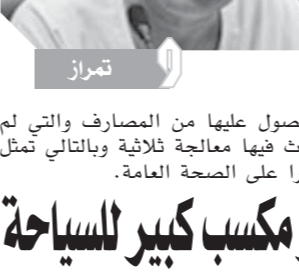 تمراز
صول عليها من المصارف والتي لم
ث فيها معالجة ثلاثية وبالتالي تمثل
را على الصحة العامة.
مكسب كبير للسياحة